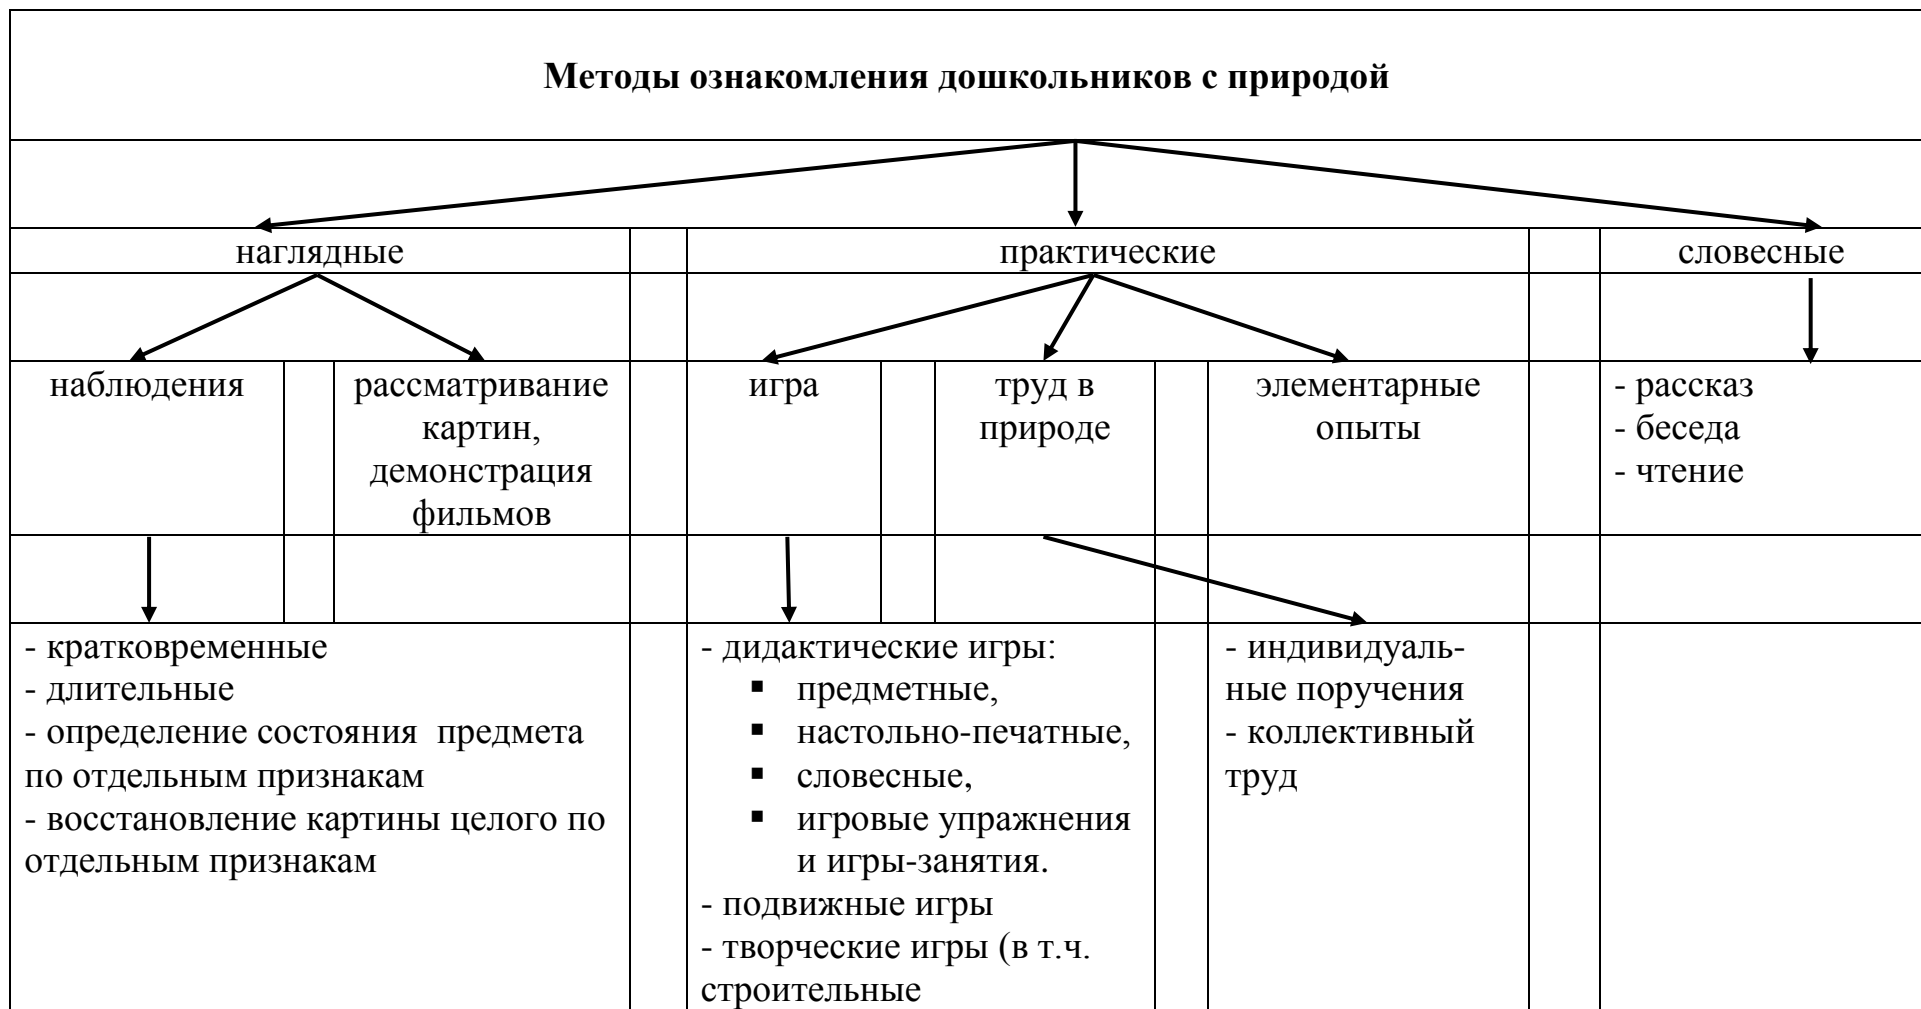 Методы ознакомления дошкольников с природой
наглядные
практические
словесные
наблюдения
рассматривание
картин,
демонстрация
фильмов
игра
труд в
природе
элементарные
опыты
- рассказ
- беседа
- чтение
- кратковременные
- длительные
- определение состояния предмета
по отдельным признакам
- восстановление картины целого по
отдельным признакам
- дидактические игры:
▪ предметные,
▪ настольно-печатные,
▪ словесные,
▪ игровые упражнения
и игры-занятия.
- подвижные игры
- творческие игры (в т.ч.
строительные
- индивидуаль-
ные поручения
- коллективный
труд